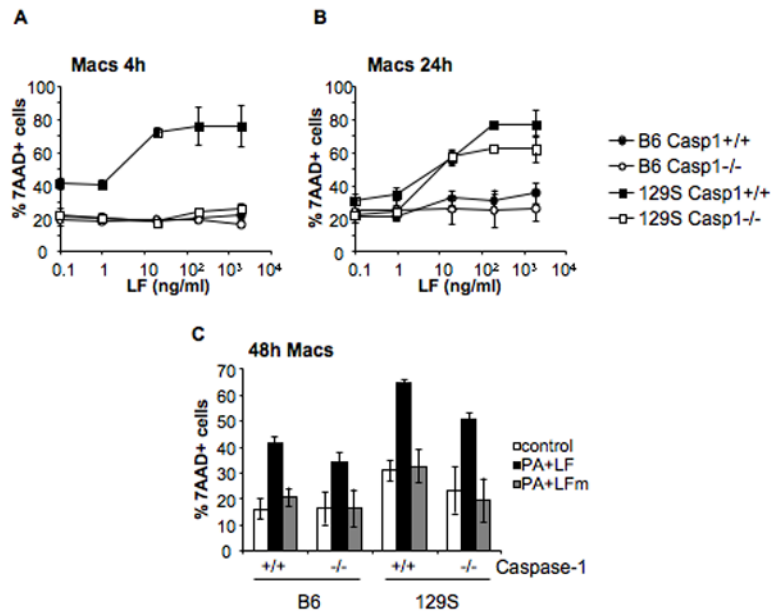 A
B
Macs 4h
Macs 24h
% 7AAD+ cells
100
80
60
40
20
0
0.1 1 10 10² 10³ 10⁴
LF (ng/ml)
% 7AAD+ cells
100
80
60
40
20
0
0.1 1 10 10² 10³ 10⁴
LF (ng/ml)
B6 Casp1+/+
B6 Casp1-/-
129S Casp1+/+
129S Casp1-/-
C
48h Macs
% 7AAD+ cells
70
60
50
40
30
20
10
0
control
PA+LF
PA+LFm
+/+ -/- +/+ -/- Caspase-1
B6 129S